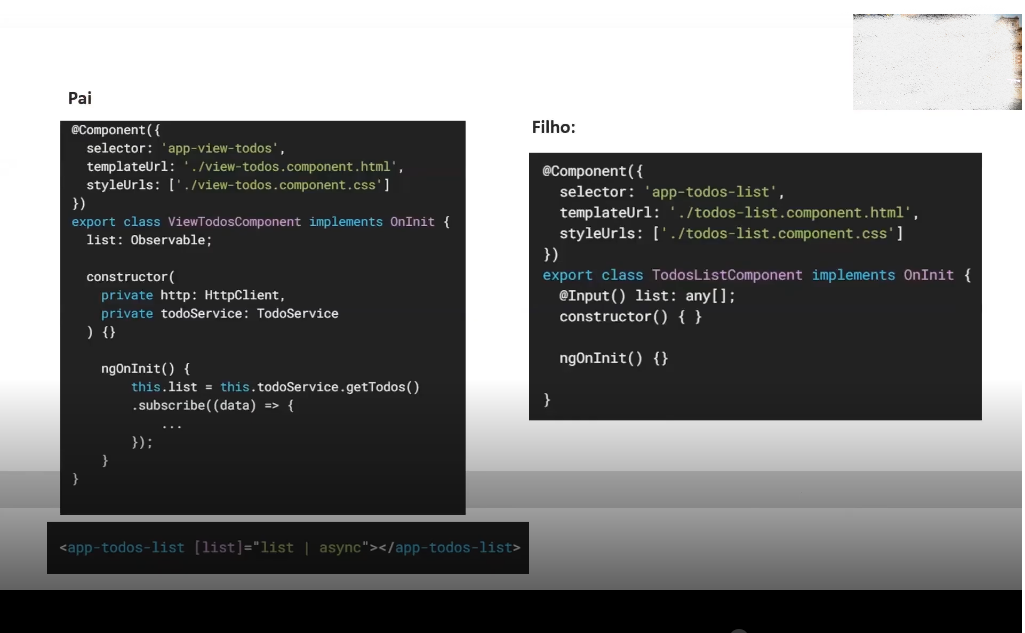 Pai
@Component({
  selector: 'app-view-todos',
  templateUrl: './view-todos.component.html',
  styleUrls: ['./view-todos.component.css']
})
export class ViewTodosComponent implements OnInit {
  list: Observable;
  constructor(
    private http: HttpClient,
    private todoService: TodoService
  ) {}
    ngOnInit() {
        this.list = this.todoService.getTodos()
        .subscribe((data) => {
            ...
        });
    }
}
<app-todos-list [list]="list | async"></app-todos-list>
Filho:
@Component({
  selector: 'app-todos-list',
  templateUrl: './todos-list.component.html',
  styleUrls: ['./todos-list.component.css']
})
export class TodosListComponent implements OnInit {
  @Input() list: any[];
  constructor() { }
  ngOnInit() {}
}